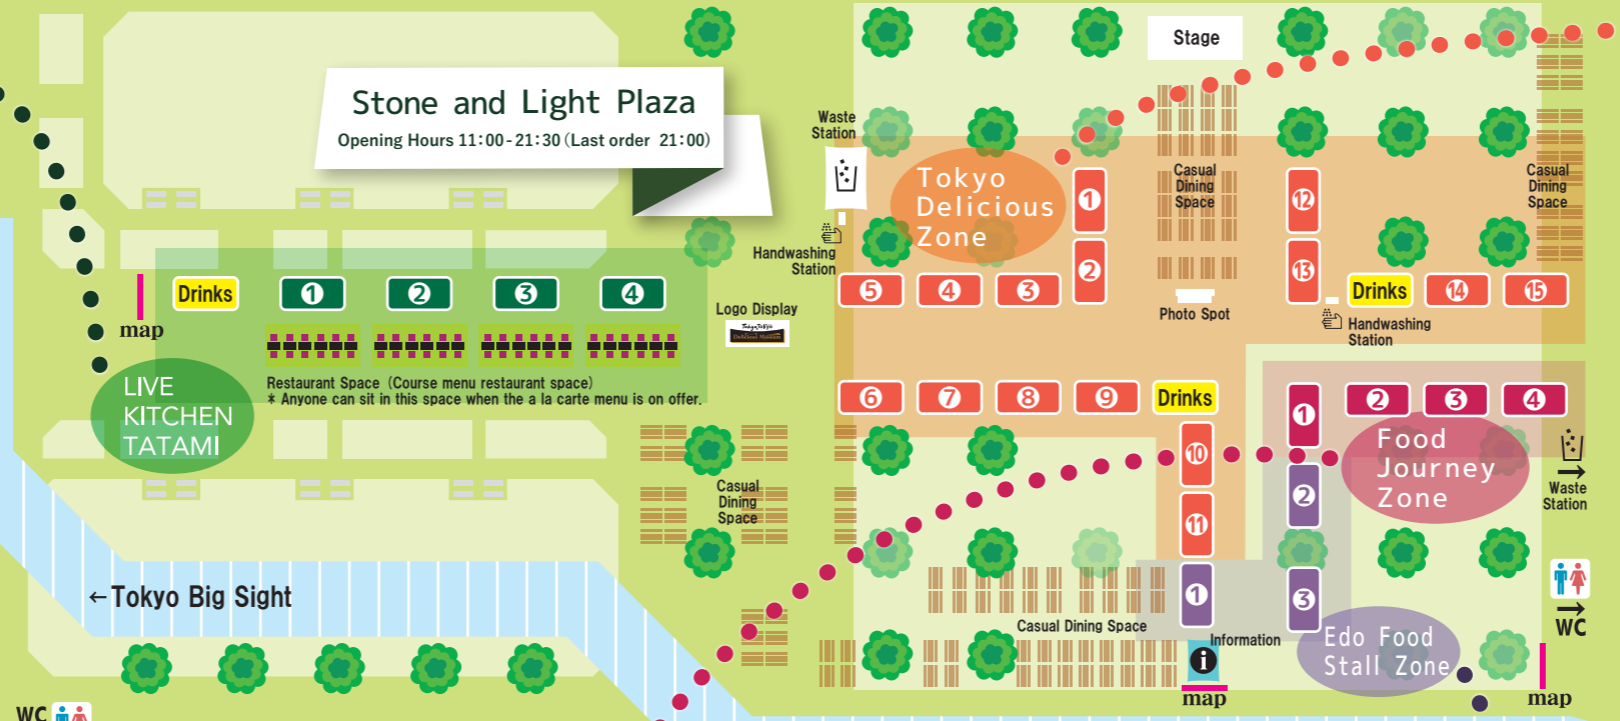 Stone and Light Plaza
Opening Hours 11:00-21:30 (Last order 21:00)
Stage
Waste
Station
Handwashing
Station
Tokyo
Delicious
Zone
Casual
Dining
Space
Casual
Dining
Space
1
2
12
13
5
4
3
Drinks
14
15
Photo Spot
Handwashing
Station
map
Drinks
1
2
3
4
Logo Display
LIVE
KITCHEN
TATAMI
Restaurant Space (Course menu restaurant space)
* Anyone can sit in this space when the a la carte menu is on offer.
6
7
8
9
Drinks
10
11
1
2
3
4
Food
Journey
Zone
Casual
Dining
Space
Waste
Station
→
1
2
3
Casual Dining Space
Information
i
map
Edo Food
Stall Zone
→
WC
map
←Tokyo Big Sight
WC